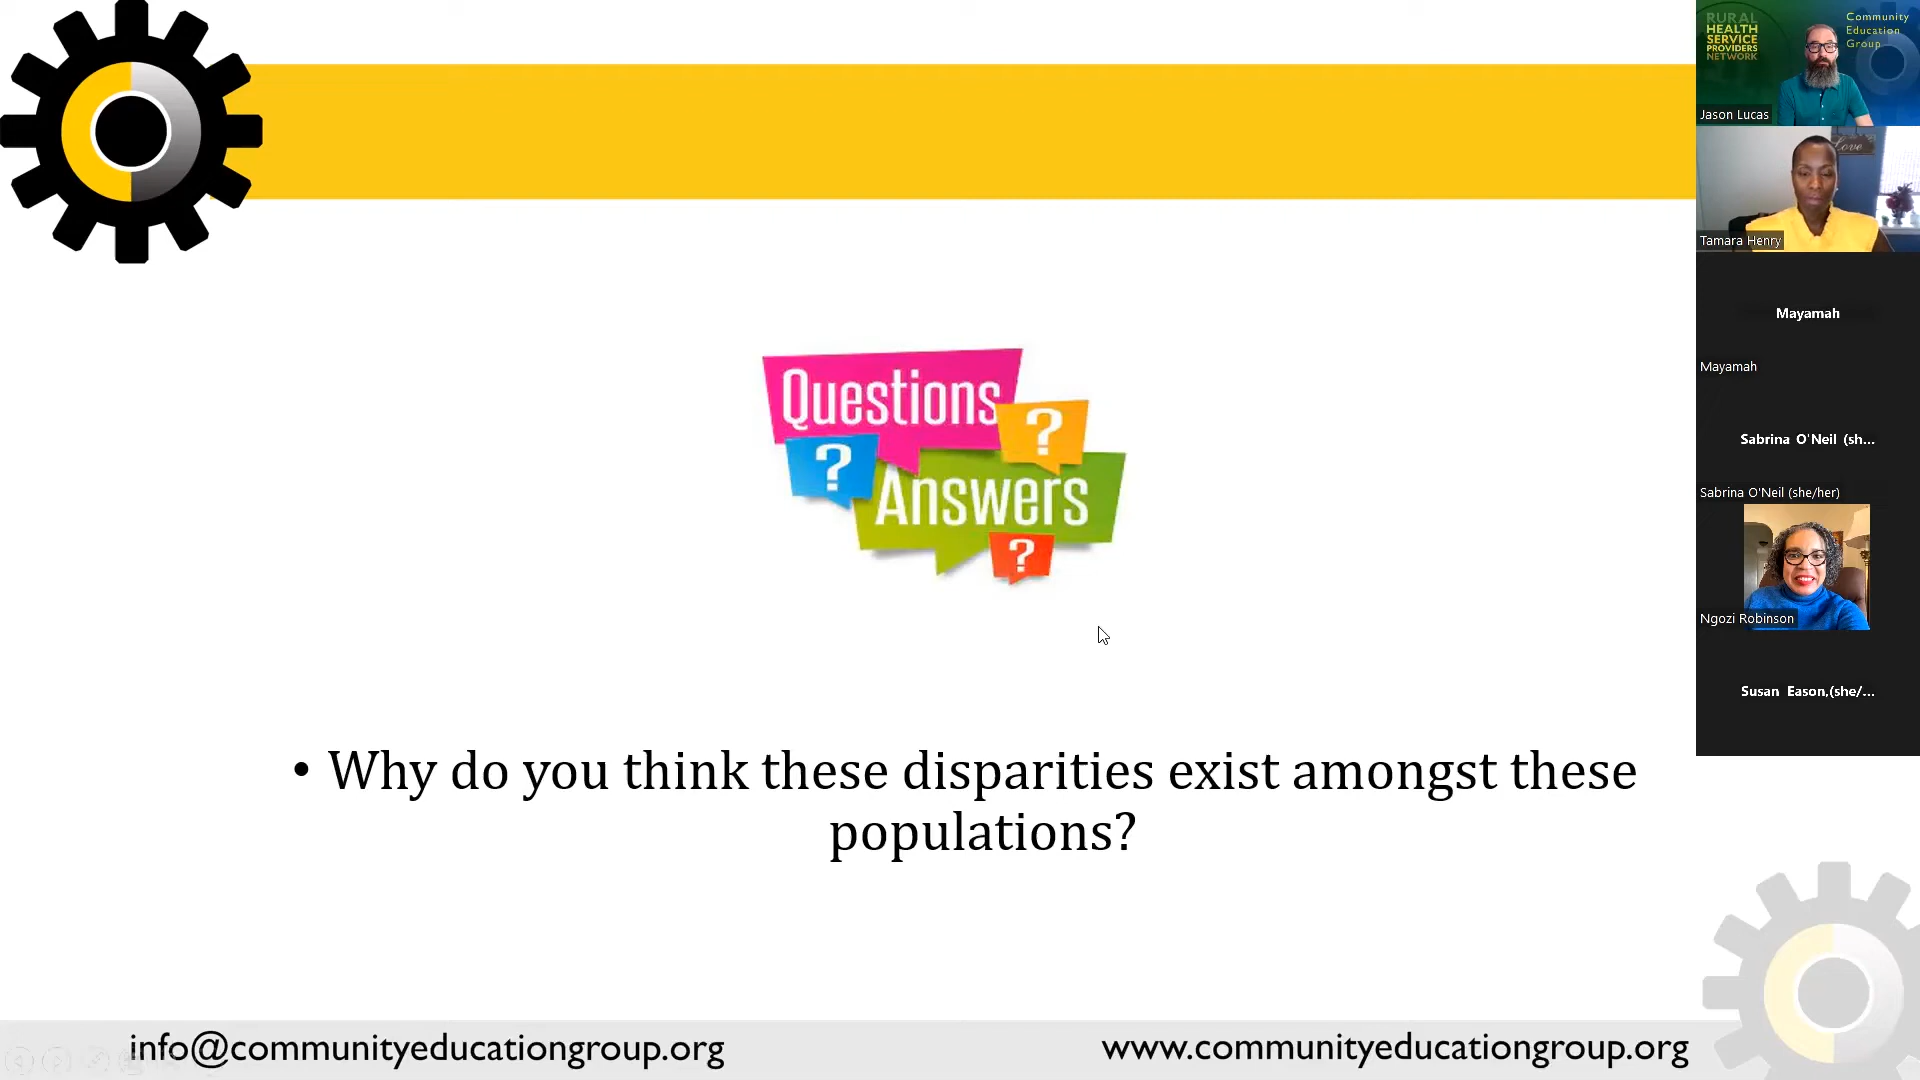 Questions
?
?
Answers
?
• Why do you think these disparities exist amongst these
populations?
info@communityeducationgroup.org
www.communityeducationgroup.org
RURAL
HEALTH
SERVICE
PROVIDERS
NETWORK
Community
Education
Group
Jason Lucas
Love
Tamara Henry
Mayamah
Mayamah
Sabrina O'Neil (sh...
Sabrina O'Neil (she/her)
Ngozi Robinson
Susan Eason,(she/...